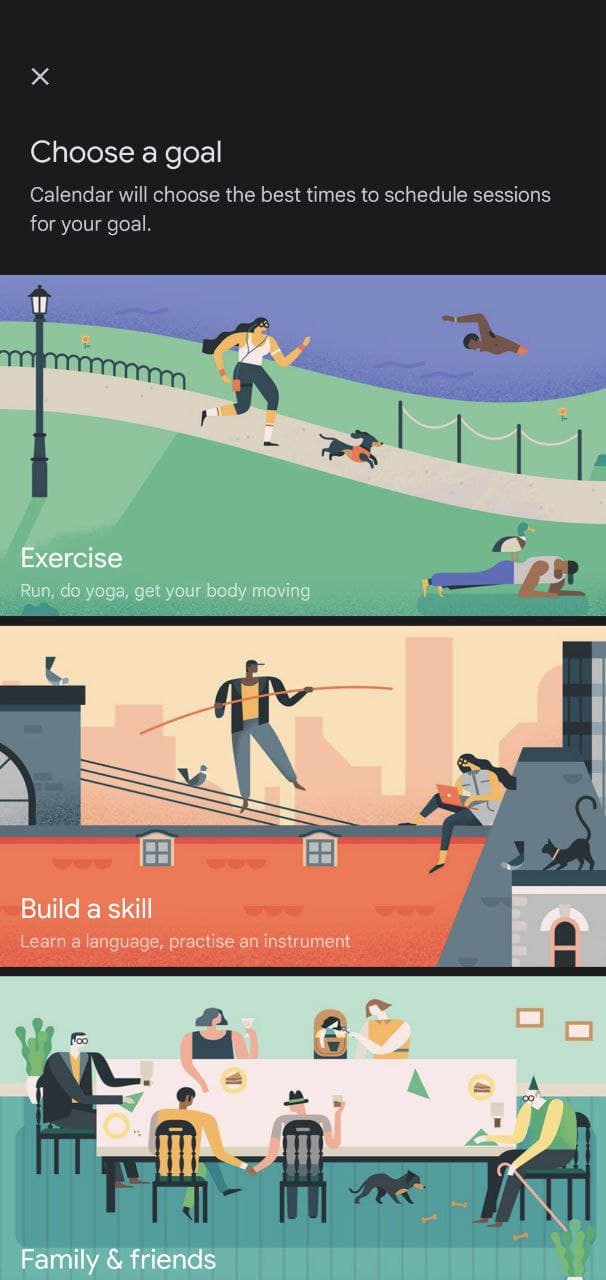 Choose a goal
Calendar will choose the best times to schedule sessions
for your goal.
Exercise
Run, do yoga, get your body moving
Build a skill
Learn a language, practise an instrument
Family & friends